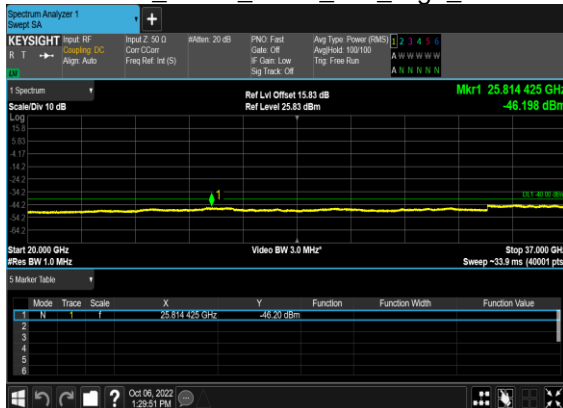 Spectrum Analyzer 1
Swept SA
+
KEYSIGHT Input: RF Input Z: 50 Ω #Atten: 20 dB PNO: Fast Avg Type: Power (RMS) 1 2 3 4 5 6
R T Coupling: DC Corr CCorr Gate: Off Avg|Hold: 100/100 A W W W W W
Align: Auto Freq Ref: Int (S) IF Gain: Low Trig: Free Run
Sig Track: Off A N N N N N
1 Spectrum Ref Lvl Offset 15.83 dB Mkr1 25.814 425 GHz
Scale/Div 10 dB Ref Level 25.83 dBm -46.198 dBm
Log
15.8
5.83
-4.17
-14.2
-24.2
-34.2
1
DL1 -40.00 dBm
-44.2
-54.2
-64.2
Start 20.000 GHz Video BW 3.0 MHz* Stop 37.000 GHz
#Res BW 1.0 MHz Sweep ~33.9 ms (40001 pts)
5 Marker Table
Mode Trace Scale X Y Function Function Width Function Value
1 N 1 f 25.814 425 GHz -46.20 dBm
2
3
4
5
6
? Oct 06, 2022
1:29:51 PM